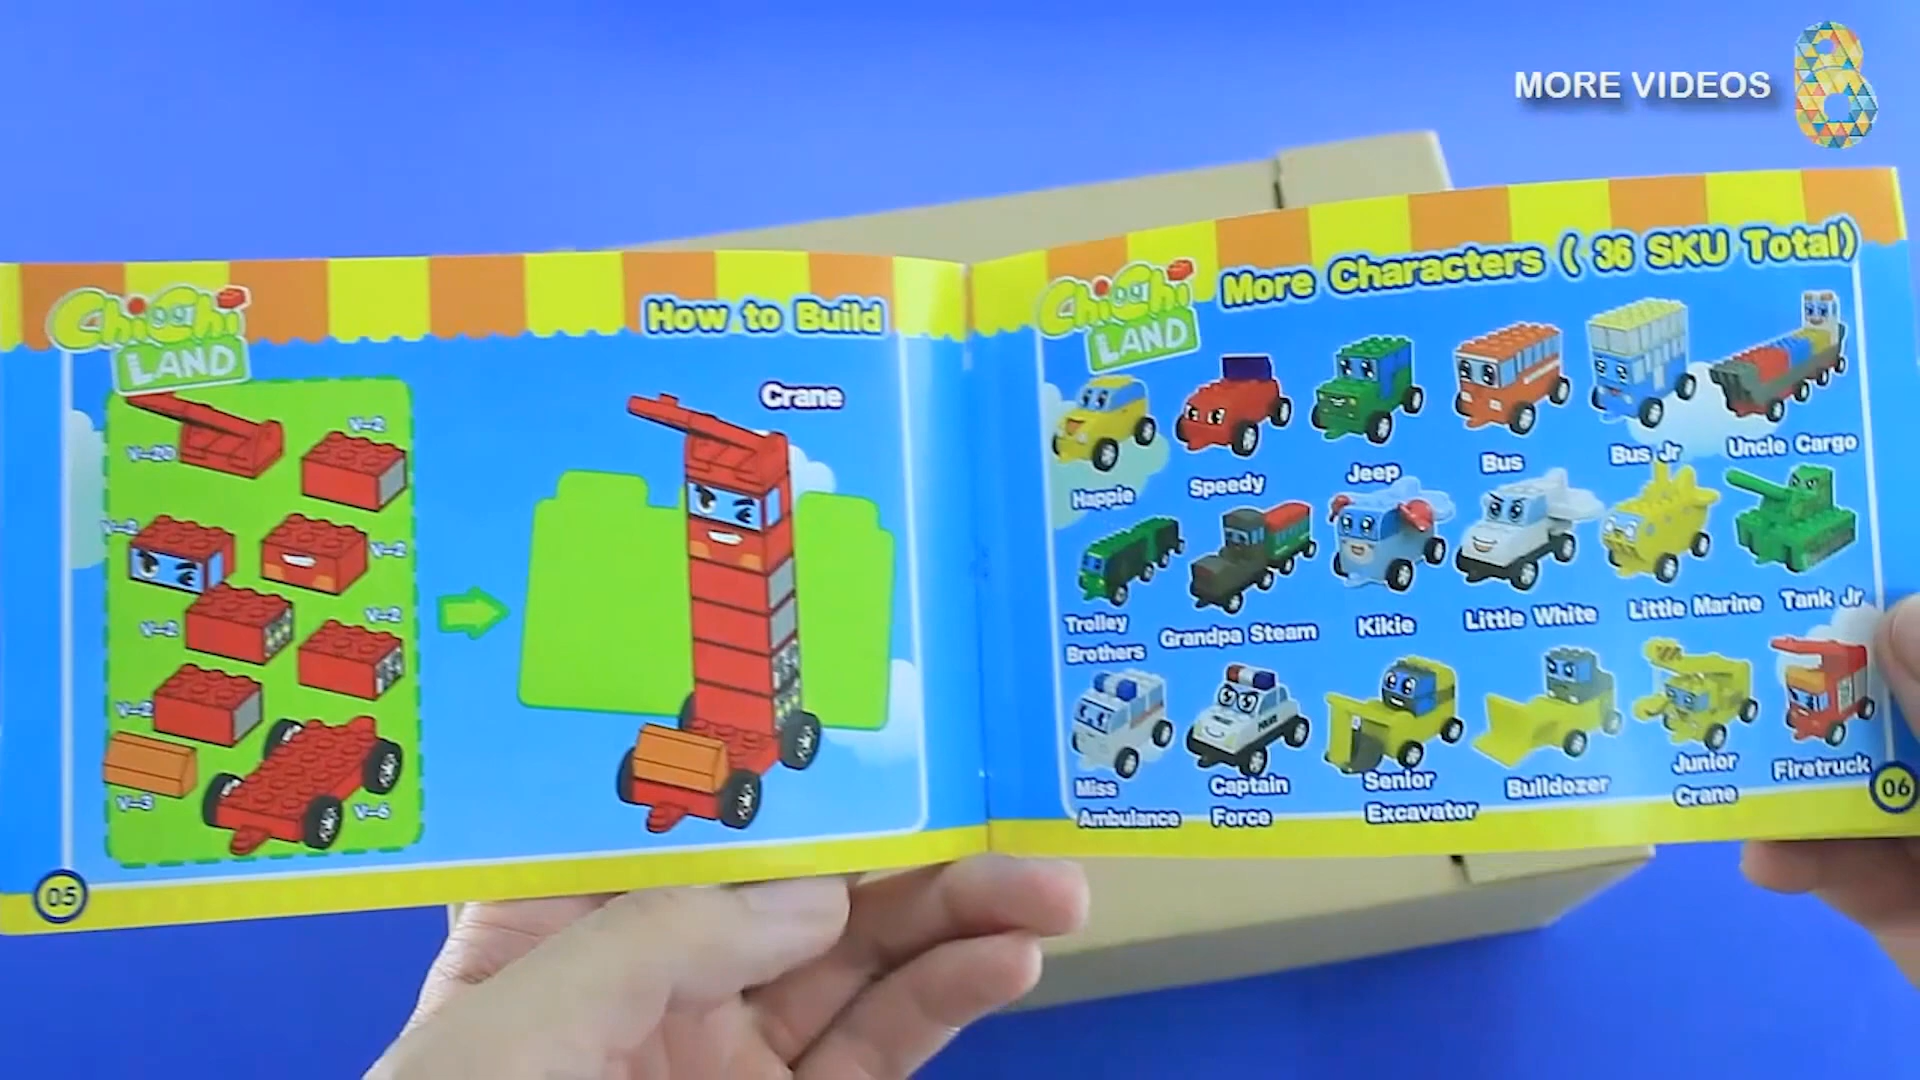 MORE VIDEOS
ChiChi
LAND
How to Build
Crane
V-2
V-20
V-2
V-2
V-2
V-2
V-2
V-3
V-6
05
ChiChi
LAND
More Characters ( 36 SKU Total)
Happie
Speedy
Jeep
Bus
Bus Jr
Uncle Cargo
Trolley
Brothers
Grandpa Steam
Kikie
Little White
Little Marine
Tank Jr
Miss
Ambulance
Captain
Force
Senior
Excavator
Bulldozer
Junior
Crane
Firetruck
06